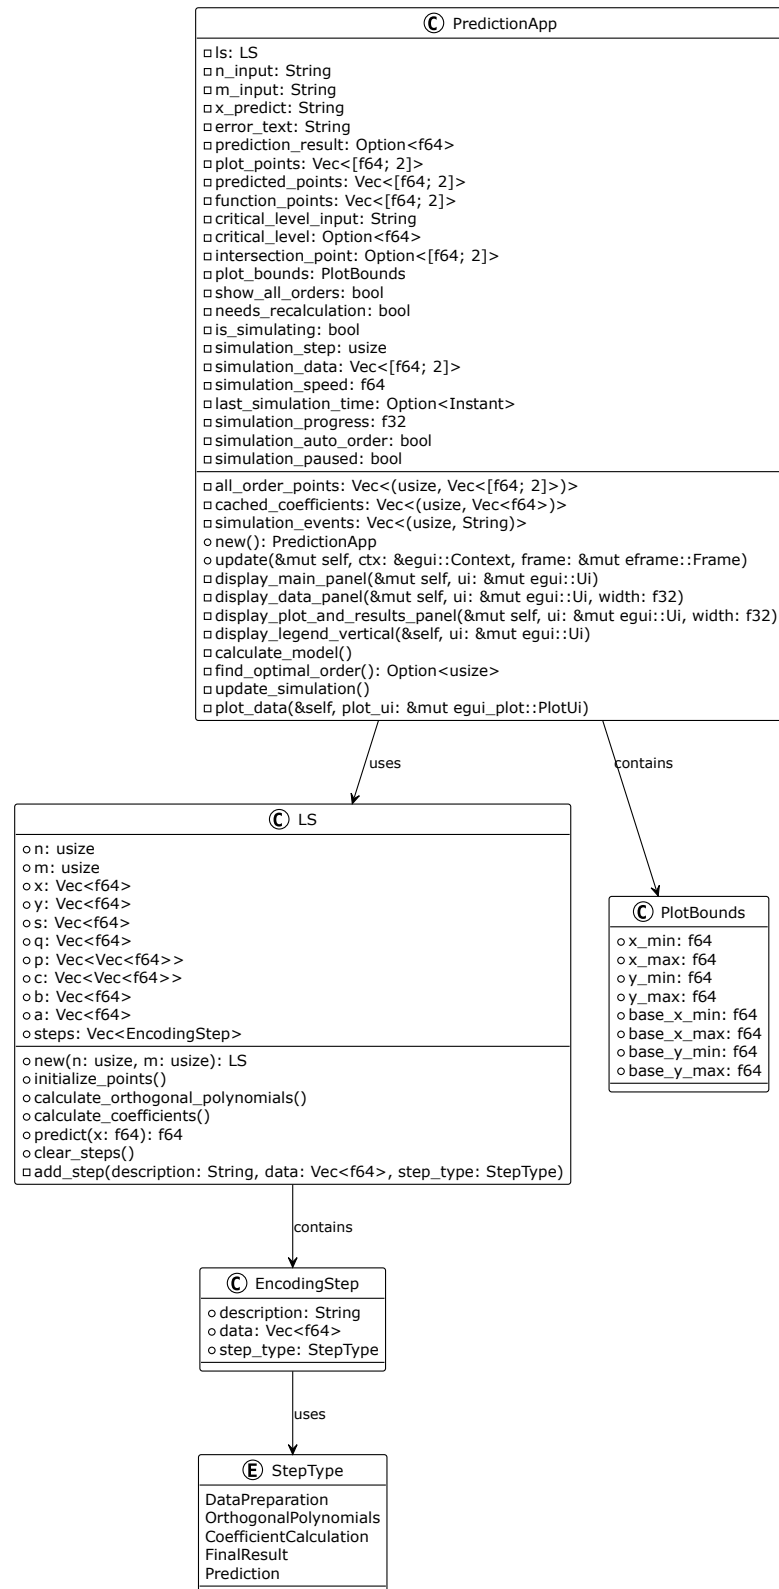 C PredictionApp
ls: LS
n_input: String
m_input: String
x_predict: String
error_text: String
prediction_result: Option<f64>
plot_points: Vec<[f64; 2]>
predicted_points: Vec<[f64; 2]>
function_points: Vec<[f64; 2]>
critical_level_input: String
critical_level: Option<f64>
intersection_point: Option<[f64; 2]>
plot_bounds: PlotBounds
show_all_orders: bool
needs_recalculation: bool
is_simulating: bool
simulation_step: usize
simulation_data: Vec<[f64; 2]>
simulation_speed: f64
last_simulation_time: Option<Instant>
simulation_progress: f32
simulation_auto_order: bool
simulation_paused: bool
all_order_points: Vec<(usize, Vec<[f64; 2]>)>
cached_coefficients: Vec<(usize, Vec<f64>)>
simulation_events: Vec<(usize, String)>
new(): PredictionApp
update(&mut self, ctx: &egui::Context, frame: &mut eframe::Frame)
display_main_panel(&mut self, ui: &mut egui::Ui)
display_data_panel(&mut self, ui: &mut egui::Ui, width: f32)
display_plot_and_results_panel(&mut self, ui: &mut egui::Ui, width: f32)
display_legend_vertical(&self, ui: &mut egui::Ui)
calculate_model()
find_optimal_order(): Option<usize>
update_simulation()
plot_data(&self, plot_ui: &mut egui_plot::PlotUi)
uses
contains
C LS
n: usize
m: usize
x: Vec<f64>
y: Vec<f64>
s: Vec<f64>
q: Vec<f64>
p: Vec<Vec<f64>>
c: Vec<Vec<f64>>
b: Vec<f64>
a: Vec<f64>
steps: Vec<EncodingStep>
new(n: usize, m: usize): LS
initialize_points()
calculate_orthogonal_polynomials()
calculate_coefficients()
predict(x: f64): f64
clear_steps()
add_step(description: String, data: Vec<f64>, step_type: StepType)
C PlotBounds
x_min: f64
x_max: f64
y_min: f64
y_max: f64
base_x_min: f64
base_x_max: f64
base_y_min: f64
base_y_max: f64
contains
C EncodingStep
description: String
data: Vec<f64>
step_type: StepType
uses
E StepType
DataPreparation
OrthogonalPolynomials
CoefficientCalculation
FinalResult
Prediction